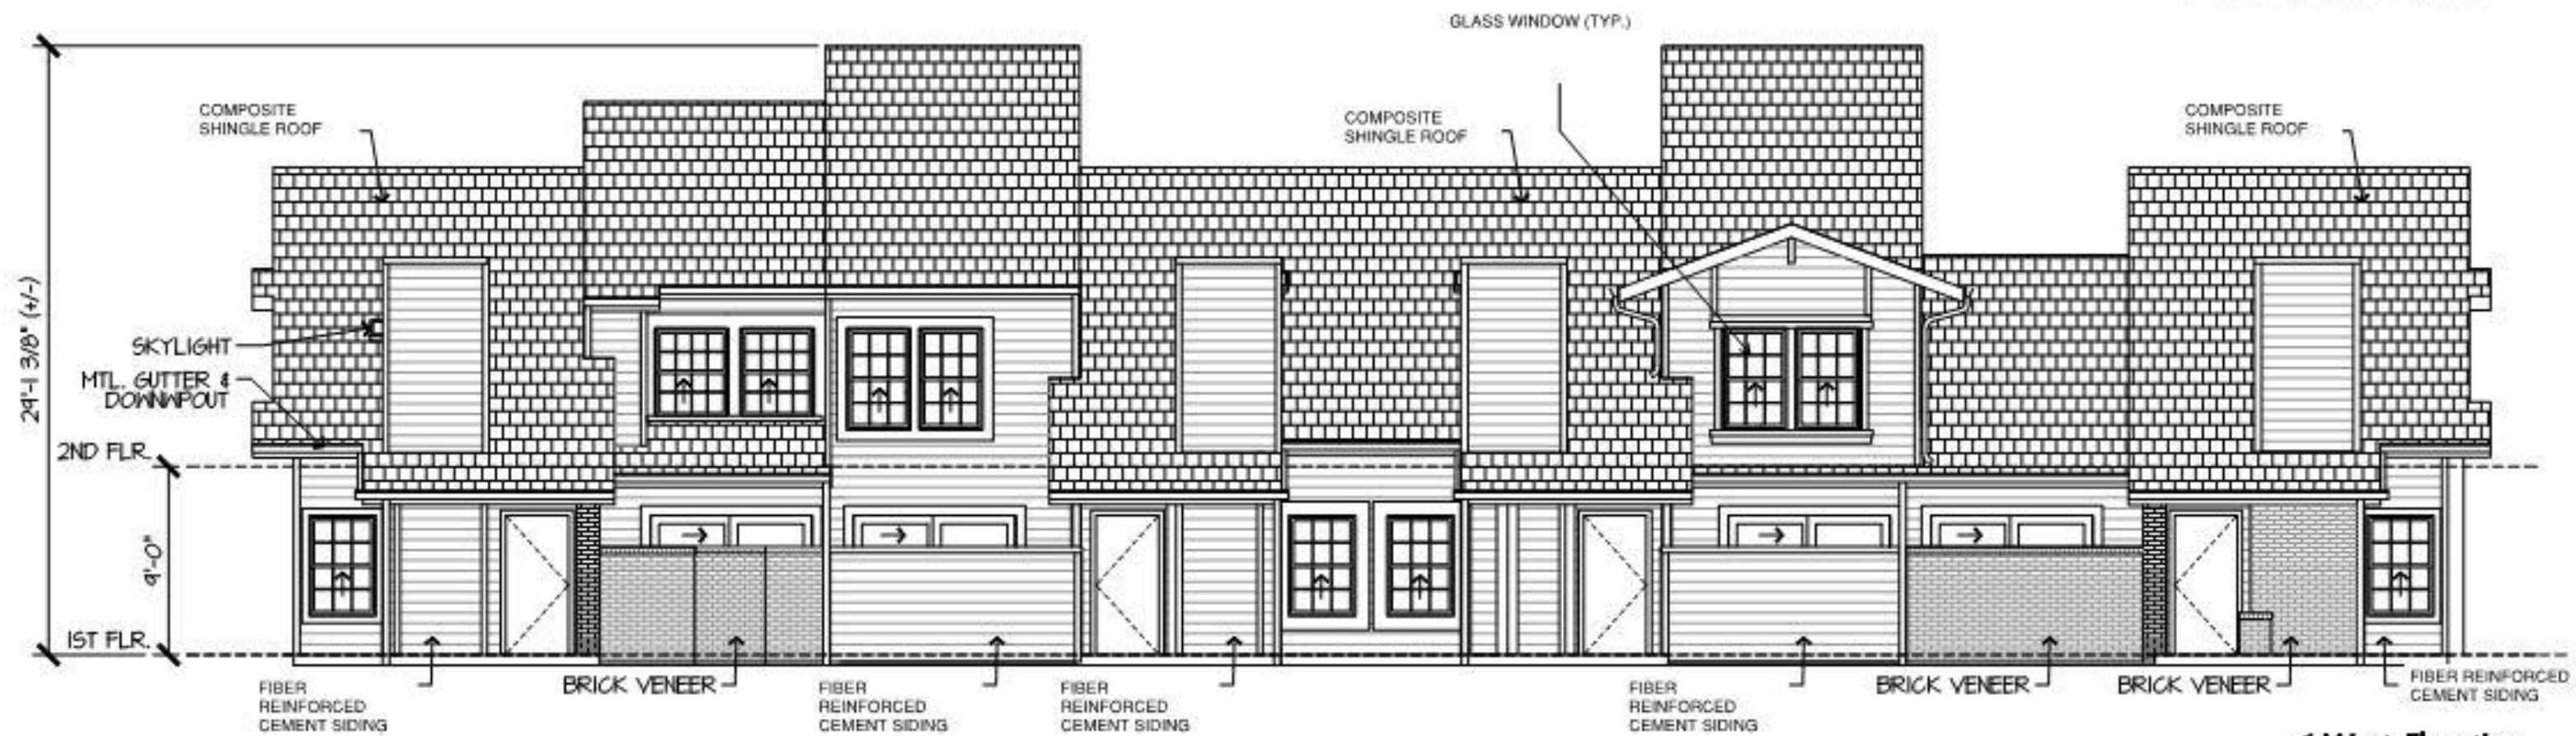 GLASS WINDOW (TYP.)
COMPOSITE
SHINGLE ROOF
COMPOSITE
SHINGLE ROOF
COMPOSITE
SHINGLE ROOF
29'-1 3/8" (+/-)
SKYLIGHT
MTL. GUTTER &
DOWNWPOUT
2ND FLR.
9'-0"
1ST FLR.
FIBER
REINFORCED
CEMENT SIDING
BRICK VENEER
FIBER
REINFORCED
CEMENT SIDING
FIBER
REINFORCED
CEMENT SIDING
FIBER
REINFORCED
CEMENT SIDING
BRICK VENEER
BRICK VENEER
FIBER REINFORCED
CEMENT SIDING